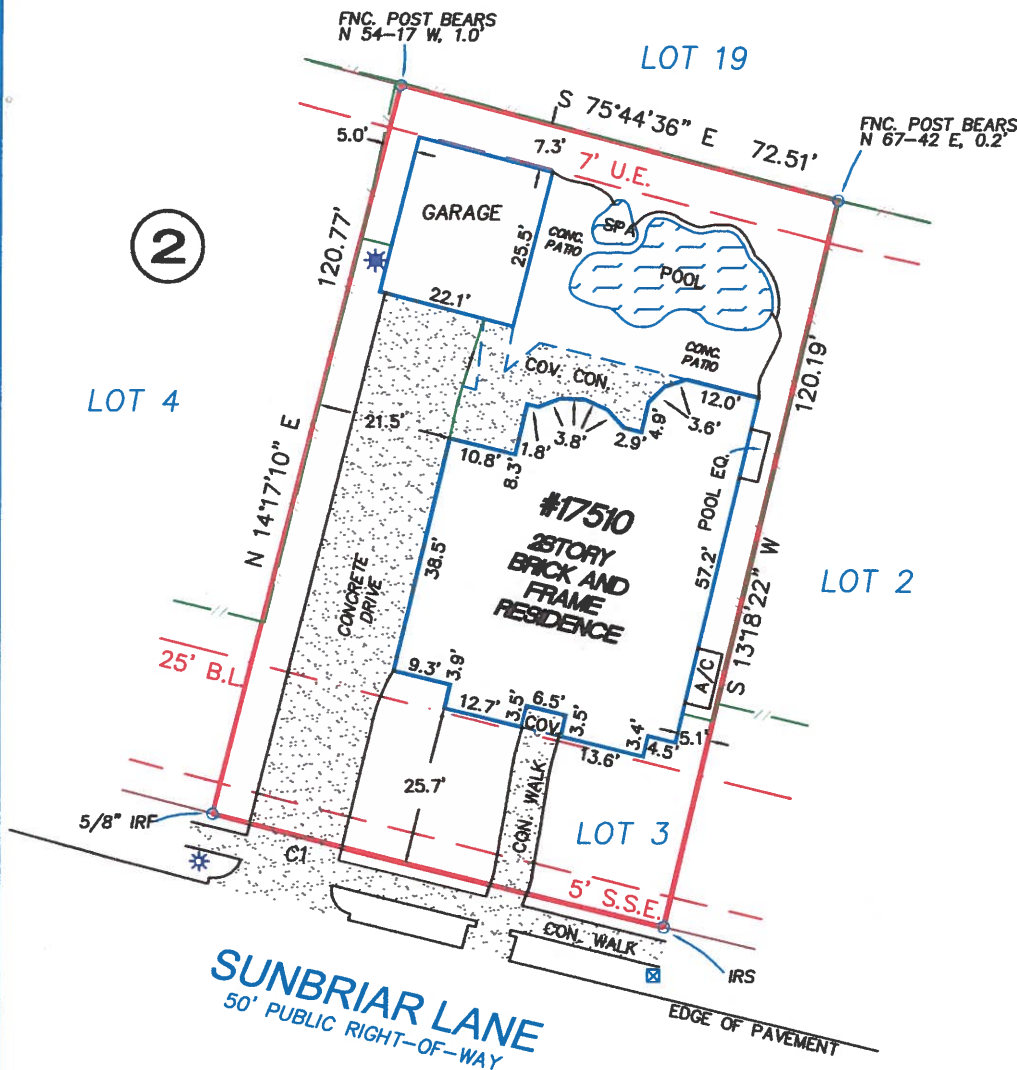 FNC. POST BEARS
N 54-17 W, 1.0'
LOT 19
S 75°44'36" E 72.51'
FNC. POST BEARS
N 67-42 E, 0.2'
5.0'
7.3'
7' U.E.
GARAGE
SPA
CONC.
PATIO
25.5'
POOL
2
120.77'
22.1'
CONC.
PATIO
COV. CON.
12.0'
120.19'
LOT 4
21.5'
10.8'
8.3'
1.8'
3.8'
2.9'
4.9'
3.6'
POOL EQ.
N 14°17'10" E
#17510
2STORY
BRICK AND
FRAME
RESIDENCE
38.5'
57.2'
S 13°18'22" W
LOT 2
CONCRETE
DRIVE
25' B.L.
9.3'
3.9'
12.7'
3.5'
6.5'
3.5'
COV.
13.6'
3.4'
4.5'
5.1'
A/C
25.7'
CON. WALK
5/8" IRF
C1
LOT 3
5' S.S.E.
CON. WALK
IRS
SUNBRIAR LANE
50' PUBLIC RIGHT-OF-WAY
EDGE OF PAVEMENT